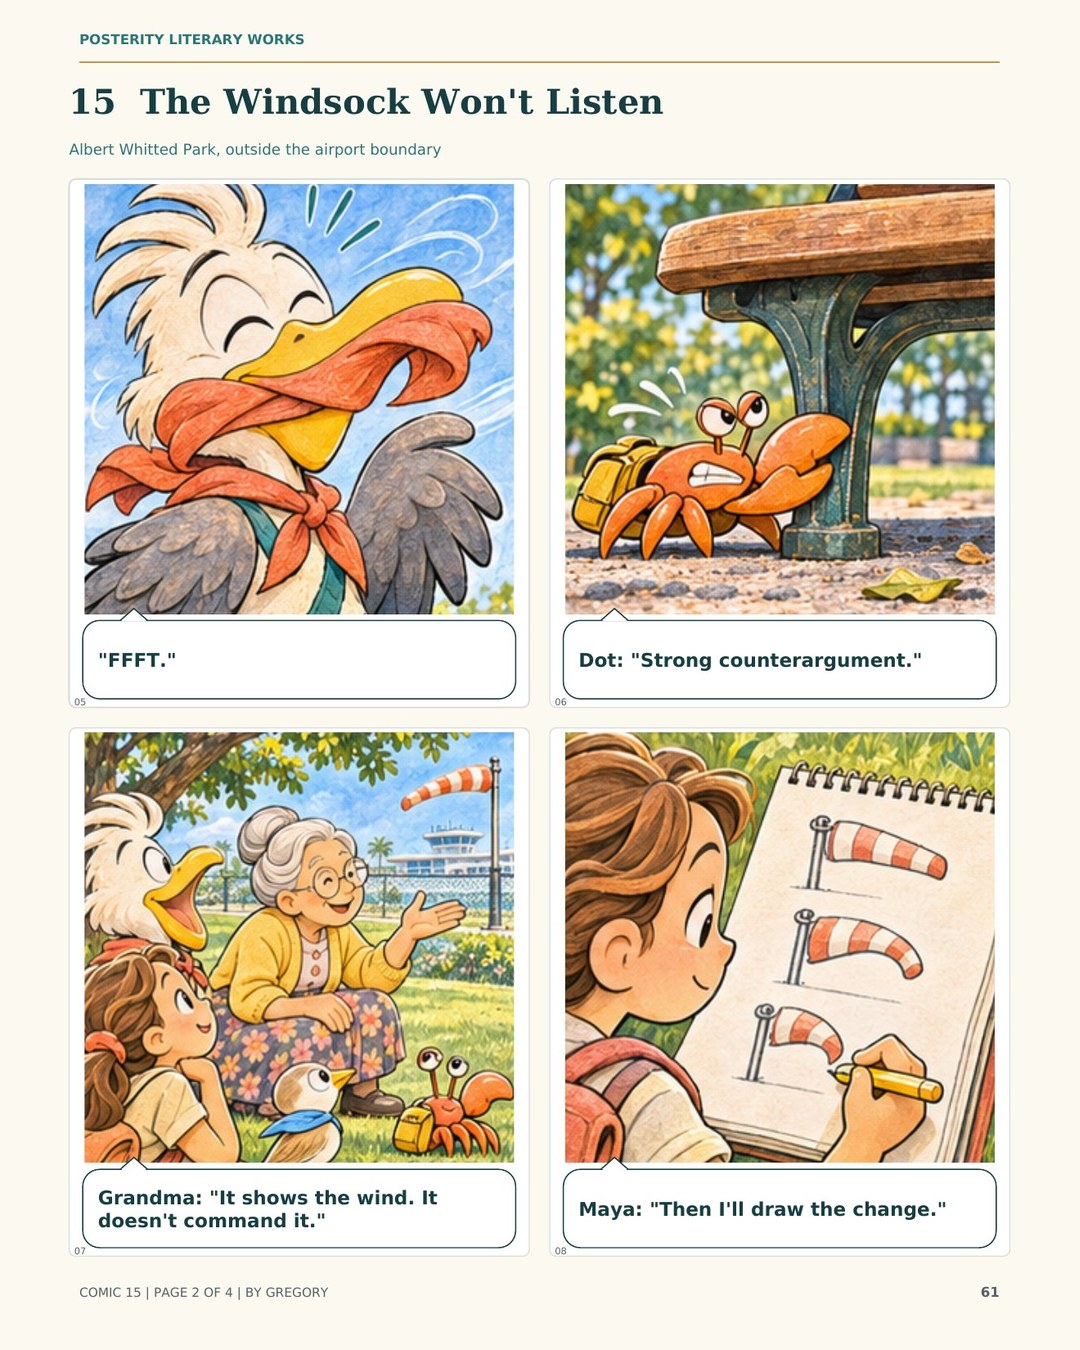 POSTERITY LITERARY WORKS
15 The Windsock Won't Listen
Albert Whitted Park, outside the airport boundary
"FFFT."
05
Dot: "Strong counterargument."
06
Grandma: "It shows the wind. It
doesn't command it."
07
Maya: "Then I'll draw the change."
08
COMIC 15 | PAGE 2 OF 4 | BY GREGORY
61